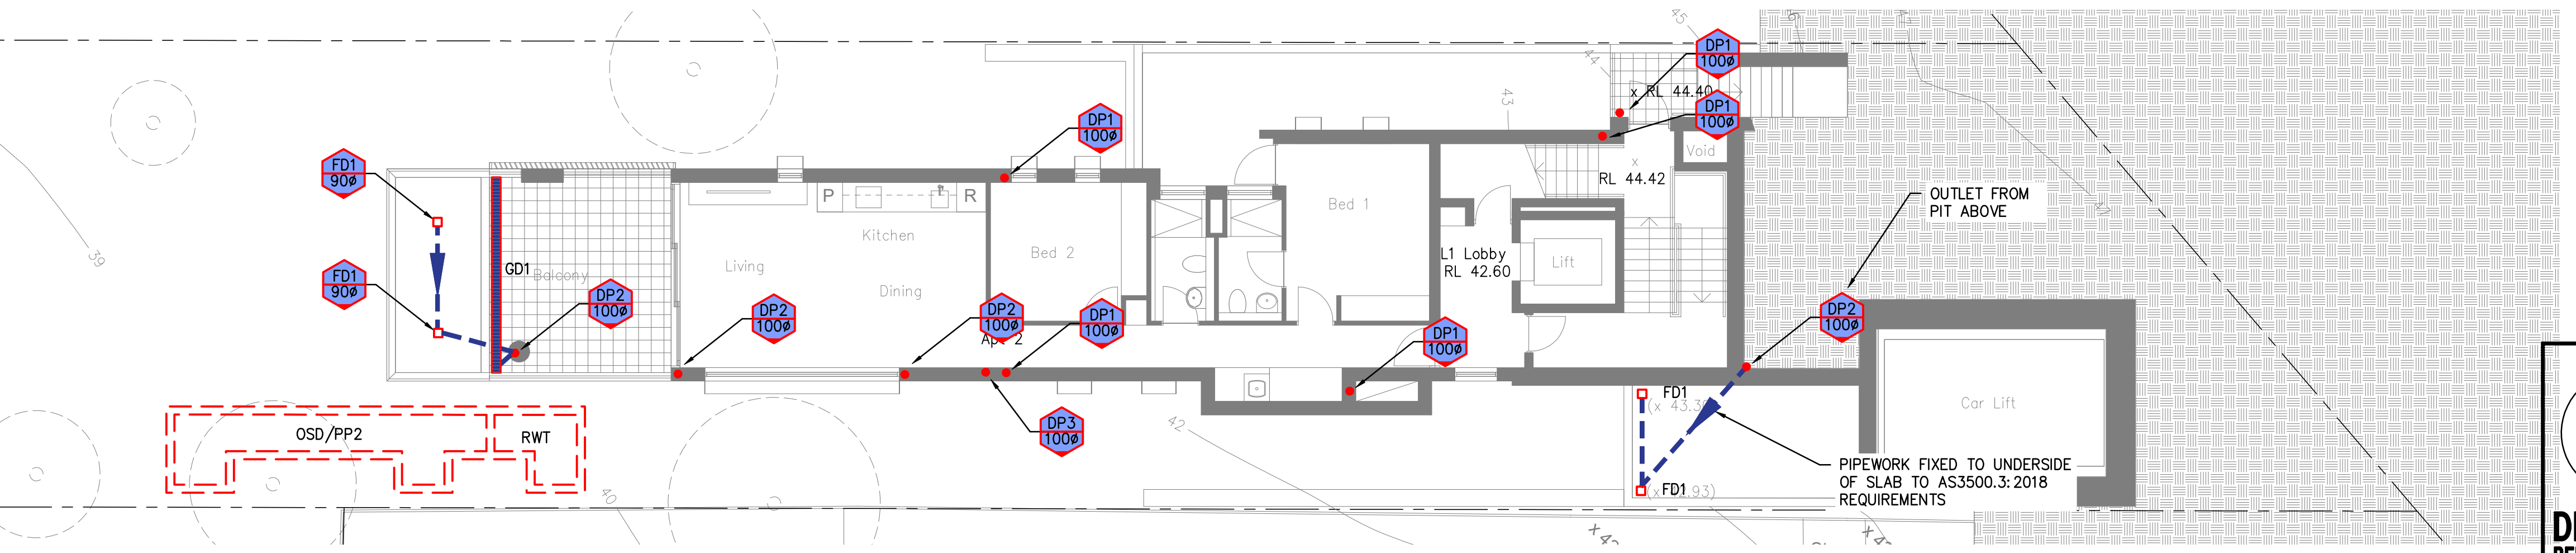 45
44
43
47
DP1
100ø
x RL 44.40
DP1
100ø
DP1
100ø
FD1
90ø
FD1
90ø
39
GD1
Balcony
DP2
100ø
Living
Kitchen
Dining
P
R
Bed 2
Bed 1
Void
x
RL 44.42
L1 Lobby
RL 42.60
Lift
OUTLET FROM
PIT ABOVE
DP2
100ø
DP2
100ø
DP2
100ø
DP1
100ø
DP1
100ø
DP3
100ø
OSD/PP2
RWT
40
42
FD1
FD1
Car Lift
PIPEWORK FIXED TO UNDERSIDE
OF SLAB TO AS3500.3:2018
REQUIREMENTS